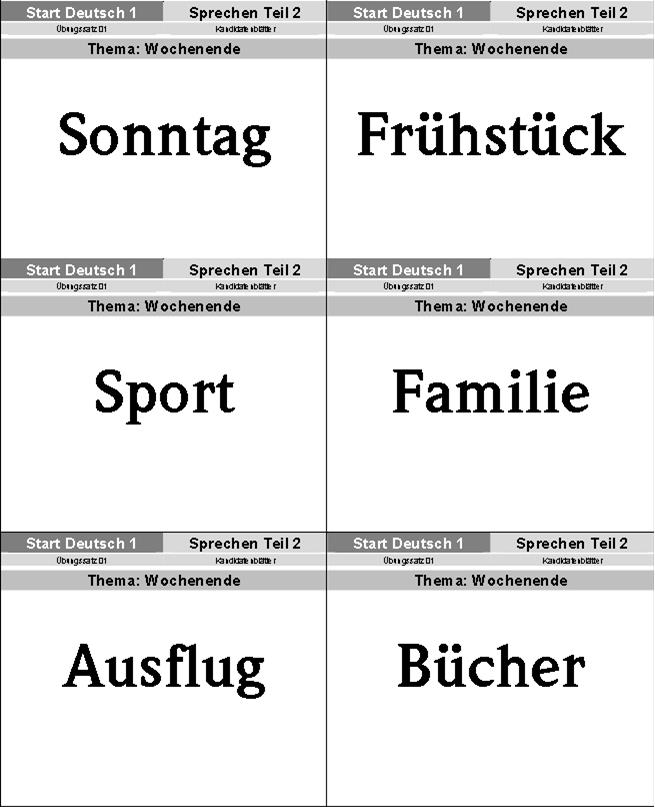 Start Deutsch 1 Sprechen Teil 2
Übungssatz 01 Kandidatenblätter
Thema: Wochenende
Sonntag
Start Deutsch 1 Sprechen Teil 2
Übungssatz 01 Kandidatenblätter
Thema: Wochenende
Frühstück
Start Deutsch 1 Sprechen Teil 2
Übungssatz 01 Kandidatenblätter
Thema: Wochenende
Sport
Start Deutsch 1 Sprechen Teil 2
Übungssatz 01 Kandidatenblätter
Thema: Wochenende
Familie
Start Deutsch 1 Sprechen Teil 2
Übungssatz 01 Kandidatenblätter
Thema: Wochenende
Ausflug
Start Deutsch 1 Sprechen Teil 2
Übungssatz 01 Kandidatenblätter
Thema: Wochenende
Bücher